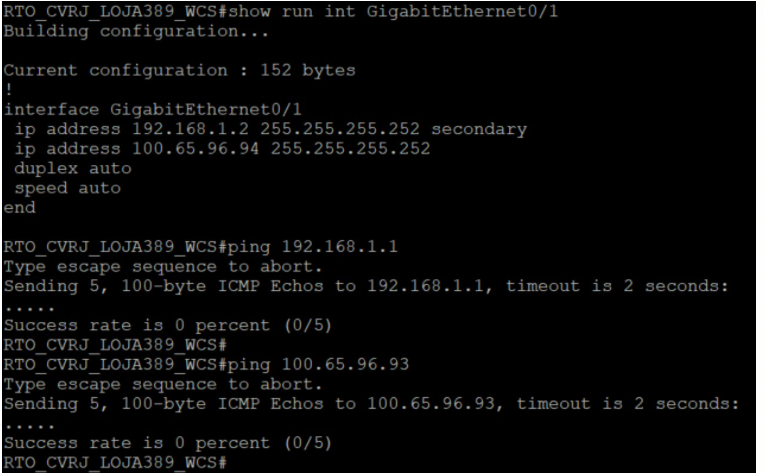 RTO_CVRJ_LOJA389_WCS#show run int GigabitEthernet0/1
Building configuration...
Current configuration : 152 bytes
!
interface GigabitEthernet0/1
ip address 192.168.1.2 255.255.255.252 secondary
ip address 100.65.96.94 255.255.255.252
duplex auto
speed auto
end
RTO_CVRJ_LOJA389_WCS#ping 192.168.1.1
Type escape sequence to abort.
Sending 5, 100-byte ICMP Echos to 192.168.1.1, timeout is 2 seconds:
.....
Success rate is 0 percent (0/5)
RTO_CVRJ_LOJA389_WCS#
RTO_CVRJ_LOJA389_WCS#ping 100.65.96.93
Type escape sequence to abort.
Sending 5, 100-byte ICMP Echos to 100.65.96.93, timeout is 2 seconds:
.....
Success rate is 0 percent (0/5)
RTO_CVRJ_LOJA389_WCS#